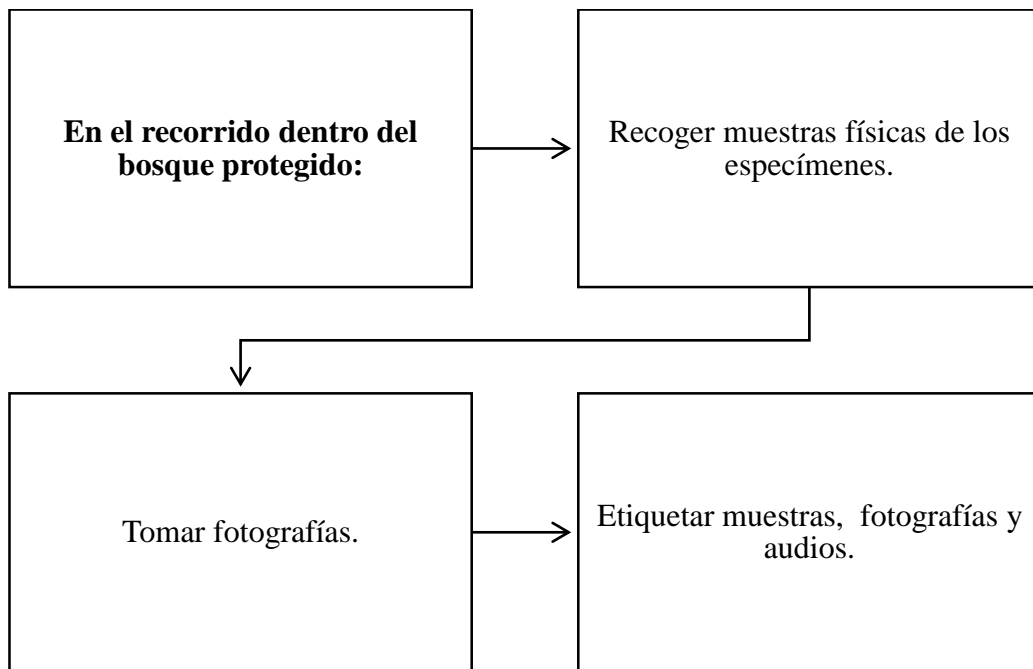 En el recorrido dentro del
bosque protegido:
Recoger muestras físicas de los
especímenes.
Tomar fotografías.
Etiquetar muestras,  fotografías y
audios.